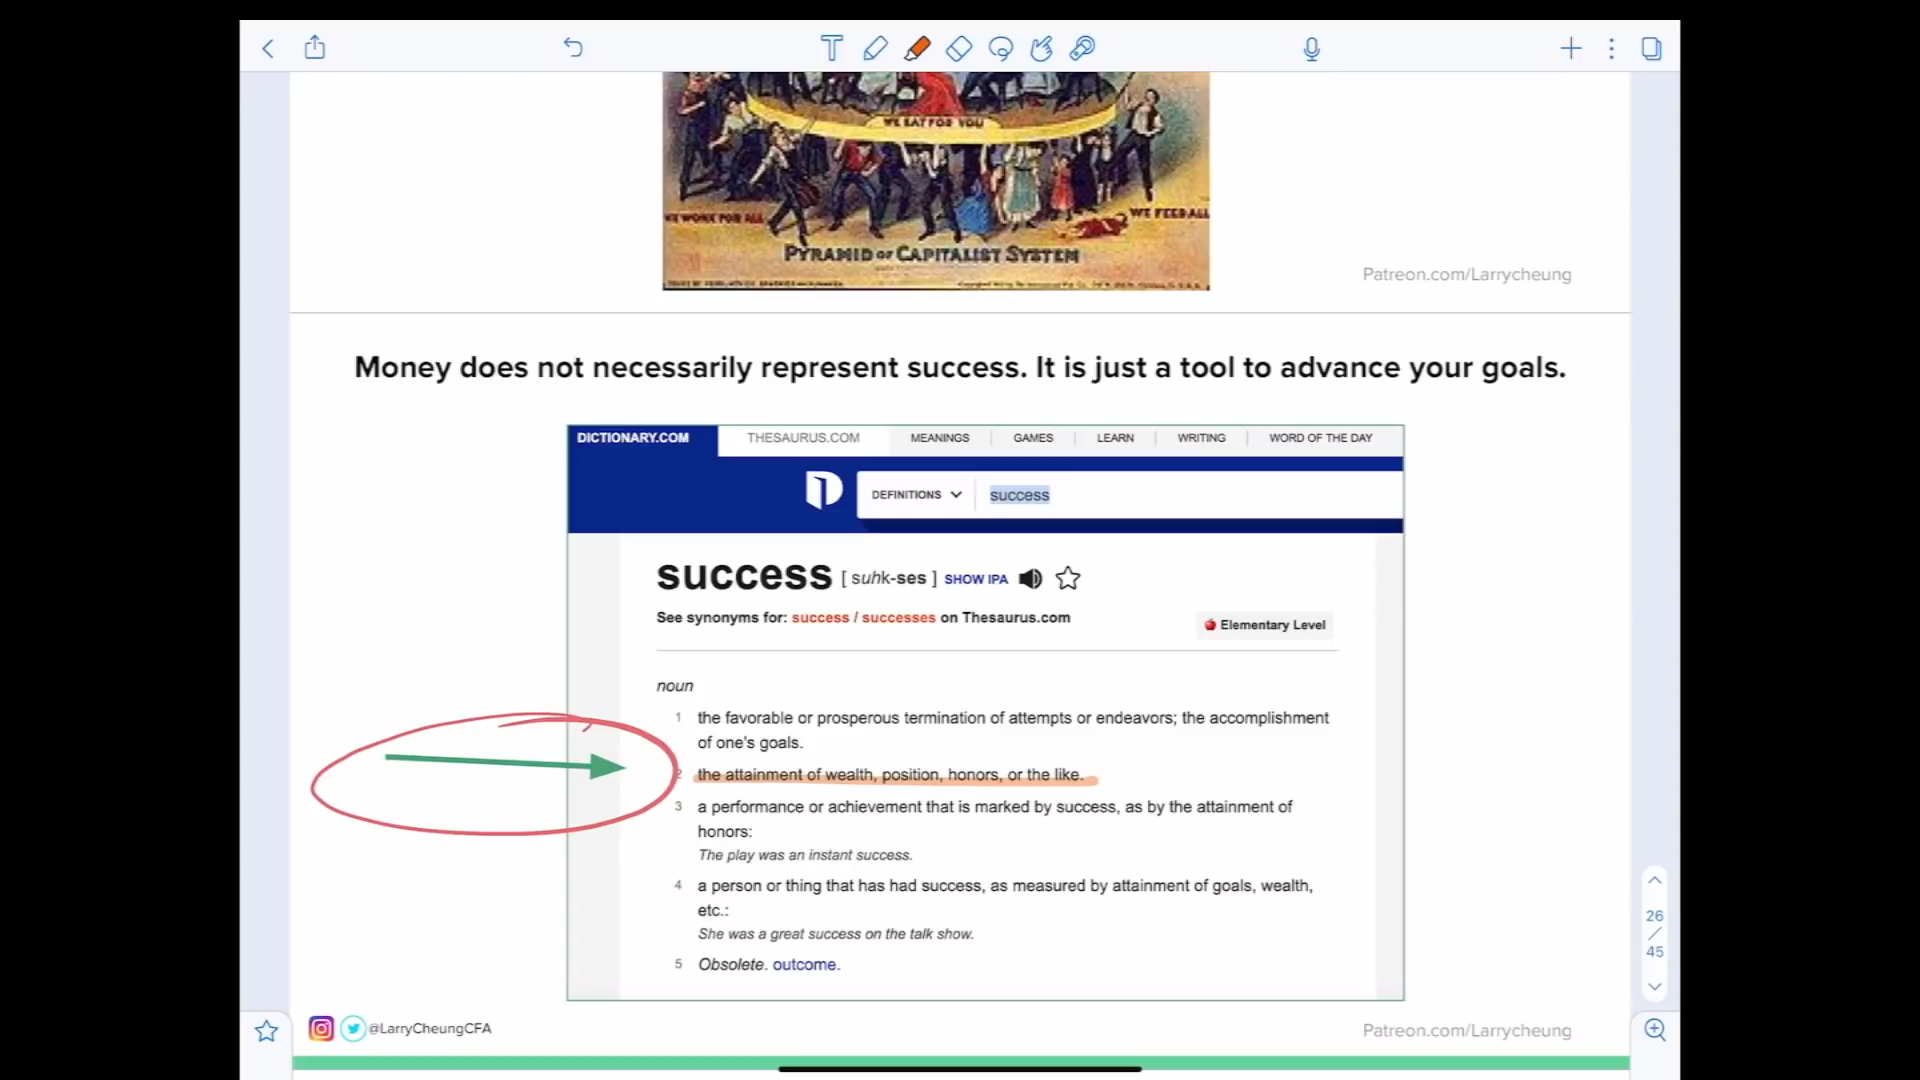 WE EAT FOR YOU
WE WORK FOR ALL
WE FEED ALL
PYRAMID OF CAPITALIST SYSTEM
Patreon.com/Larrycheung
Money does not necessarily represent success. It is just a tool to advance your goals.
DICTIONARY.COM THESAURUS.COM MEANINGS GAMES LEARN WRITING WORD OF THE DAY
DEFINITIONS success
success [ suhk-ses ] SHOW IPA
See synonyms for: success / successes on Thesaurus.com
Elementary Level
noun
1 the favorable or prosperous termination of attempts or endeavors; the accomplishment
of one's goals.
2 the attainment of wealth, position, honors, or the like.
3 a performance or achievement that is marked by success, as by the attainment of
honors:
The play was an instant success.
4 a person or thing that has had success, as measured by attainment of goals, wealth,
etc.:
She was a great success on the talk show.
5 Obsolete. outcome.
26
/
45
@LarryCheungCFA
Patreon.com/Larrycheung